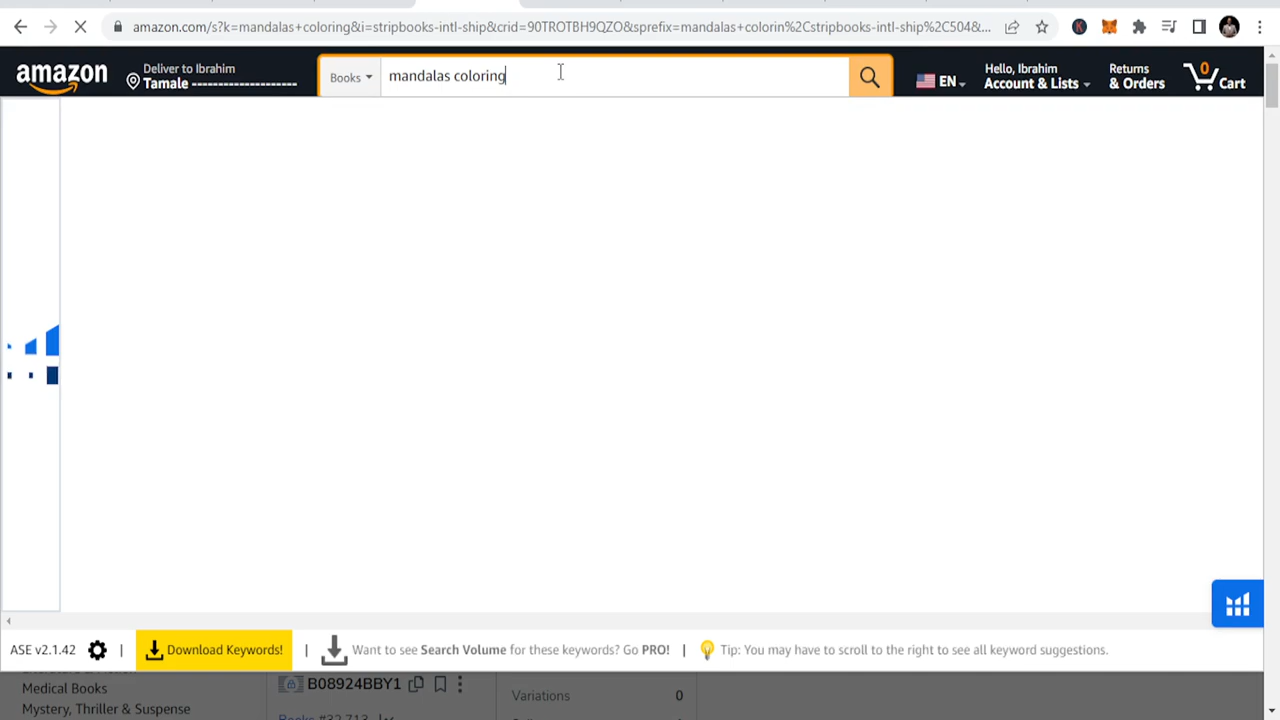 amazon.com/s?k=mandalas+coloring&i=stripbooks-intl-ship&crid=90TROTBH9QZO&sprefix=mandalas+colorin%2Cstripbooks-intl-ship%2C504&...
amazon
Deliver to Ibrahim
Tamale ------------------
Books
mandalas coloring
EN
Hello, Ibrahim
Account & Lists
Returns
& Orders
0
Cart
ASE v2.1.42 | Download Keywords! | Want to see Search Volume for these keywords? Go PRO! | Tip: You may have to scroll to the right to see all keyword suggestions.
Medical Books
Mystery, Thriller & Suspense
B08924BBY1
Variations 0
Books #32,713